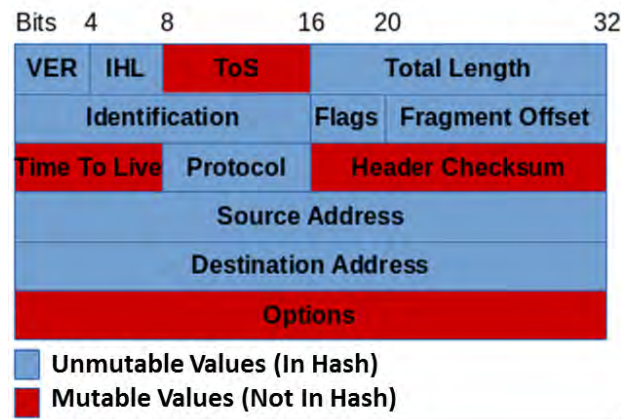 Bits 4 8 16 20 32
VER IHL ToS Total Length
Identification Flags Fragment Offset
Time To Live Protocol Header Checksum
Source Address
Destination Address
Options
Unmutable Values (In Hash)
Mutable Values (Not In Hash)